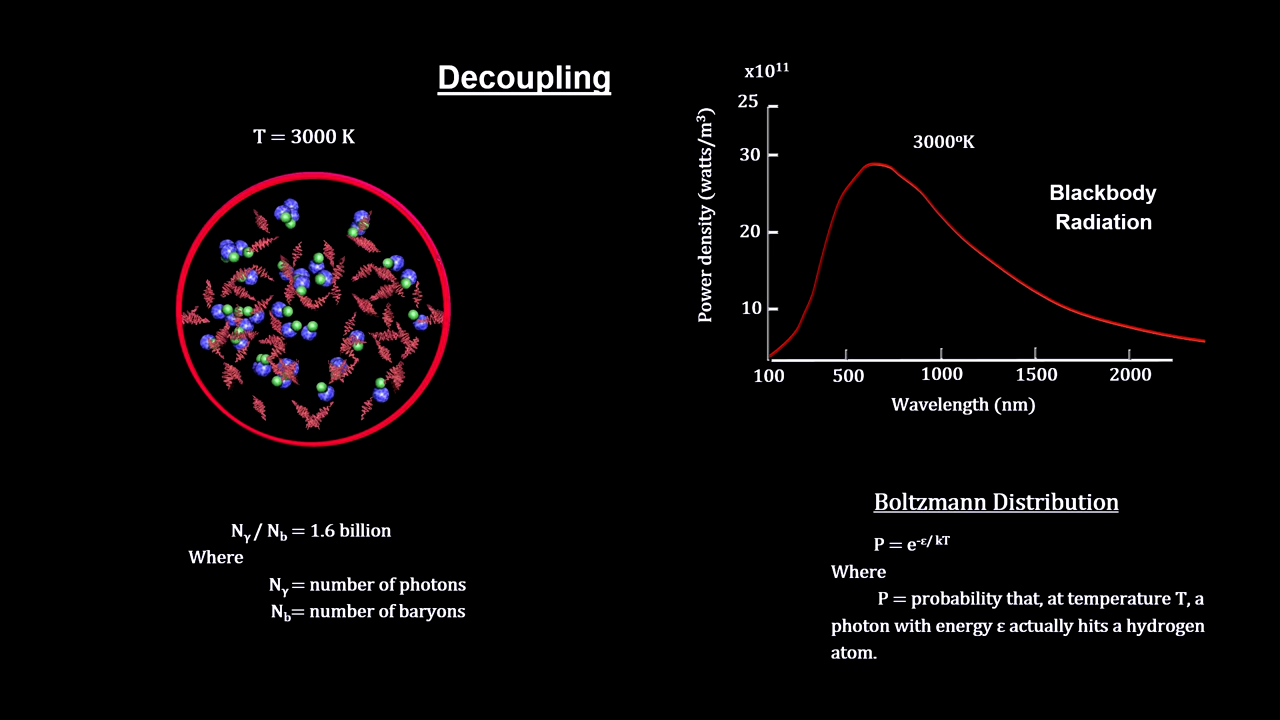 Decoupling
T = 3000 K
Nγ / Nb = 1.6 billion
Where
Nγ = number of photons
Nb= number of baryons
x10¹¹
25
30
20
10
Power density (watts/m³)
3000ºK
Blackbody
Radiation
100 500 1000 1500 2000
Wavelength (nm)
Boltzmann Distribution
P = e^-ε/ kT
Where
P = probability that, at temperature T, a
photon with energy ε actually hits a hydrogen
atom.